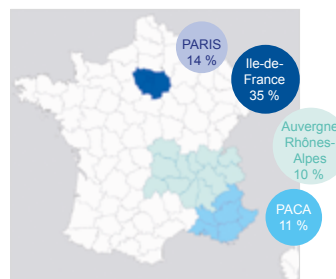 PARIS
14 %
Ile-de-
France
35 %
Auvergne
Rhônes-
Alpes
10 %
PACA
11 %